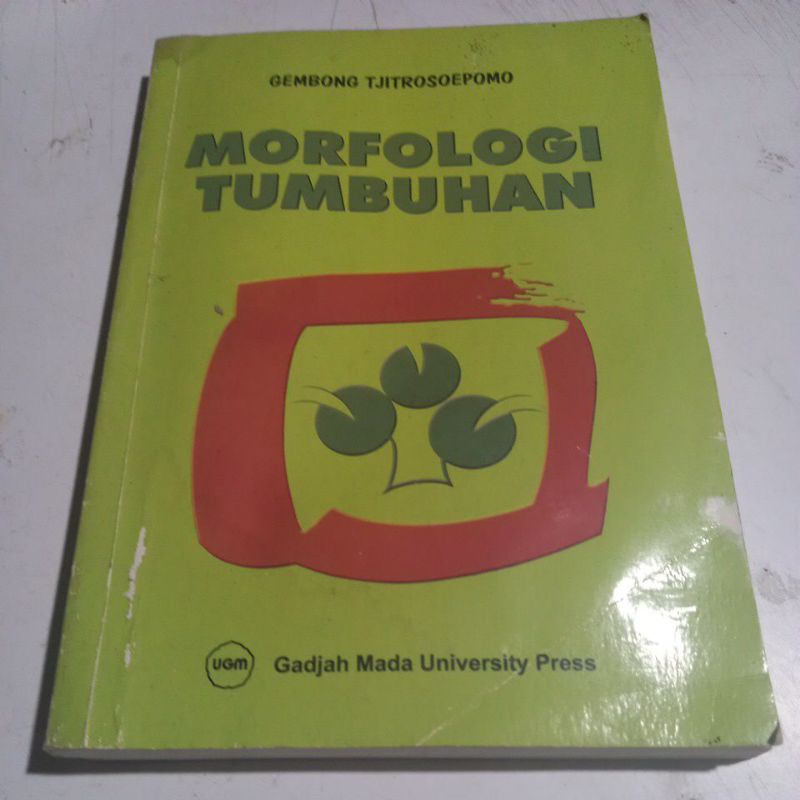 GEMBONG TJITROSOEPOMO
MORFOLOGI
TUMBUHAN
UGM
Gadjah Mada University Press